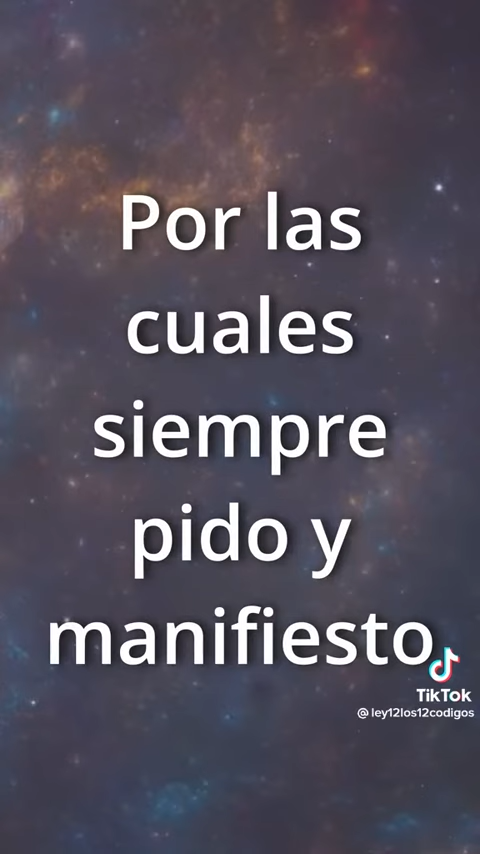 Por las
cuales
siempre
pido y
manifiesto
TikTok
@ley12los12codigos